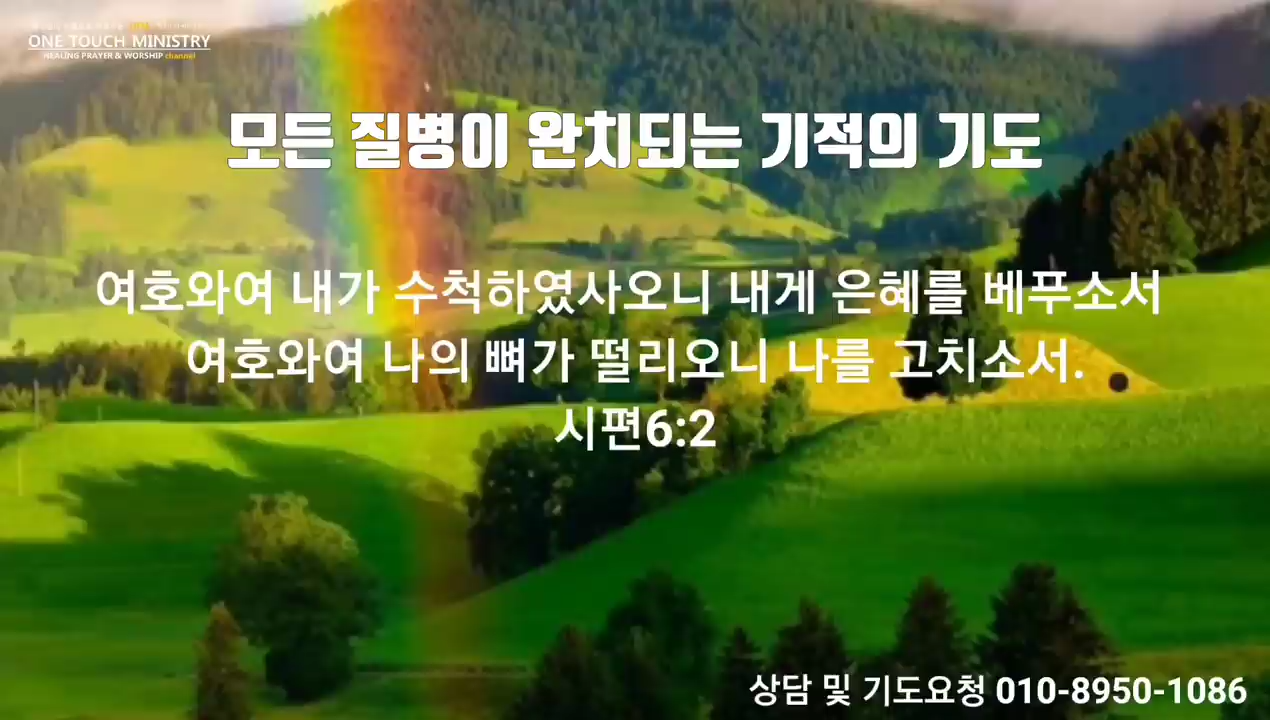 ONE TOUCH MINISTRY
HEALING PRAYER & WORSHIP channel
모든 질병이 완치되는 기적의 기도
여호와여 내가 수척하였사오니 내게 은혜를 베푸소서
여호와여 나의 뼈가 떨리오니 나를 고치소서.
시편6:2
상담 및 기도요청 010-8950-1086